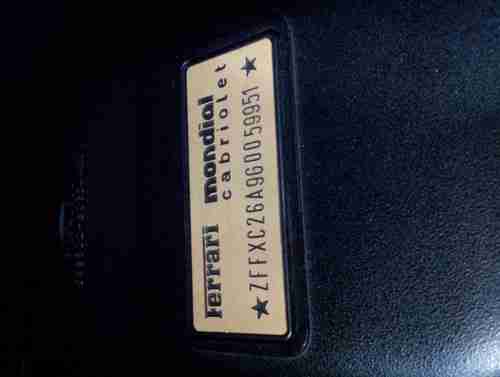 Ferrari mondial
cabriolet
★ZFFXC26A9G0059951★